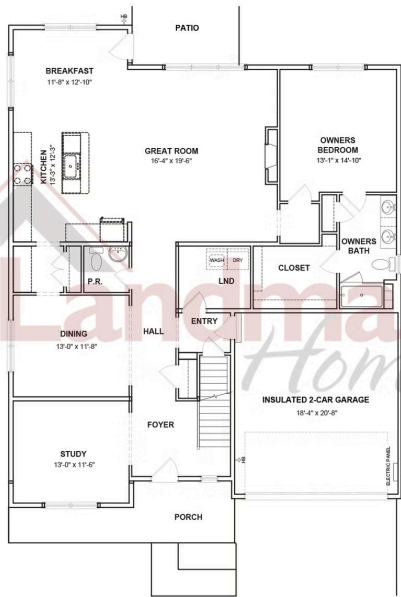 HB
PATIO
BREAKFAST
11'-8" x 12'-10"
KITCHEN
13'-3" x 12'-3"
GREAT ROOM
16'-4" x 19'-6"
OWNERS
BEDROOM
13'-1" x 14'-10"
OWNERS
BATH
P.R.
WASH
DRY
LND
CLOSET
Landma
Hom
DINING
13'-0" x 11'-8"
HALL
ENTRY
INSULATED 2-CAR GARAGE
18'-4" x 20'-8"
FOYER
STUDY
13'-0" x 11'-6"
HB
ELECTRIC PANEL
PORCH